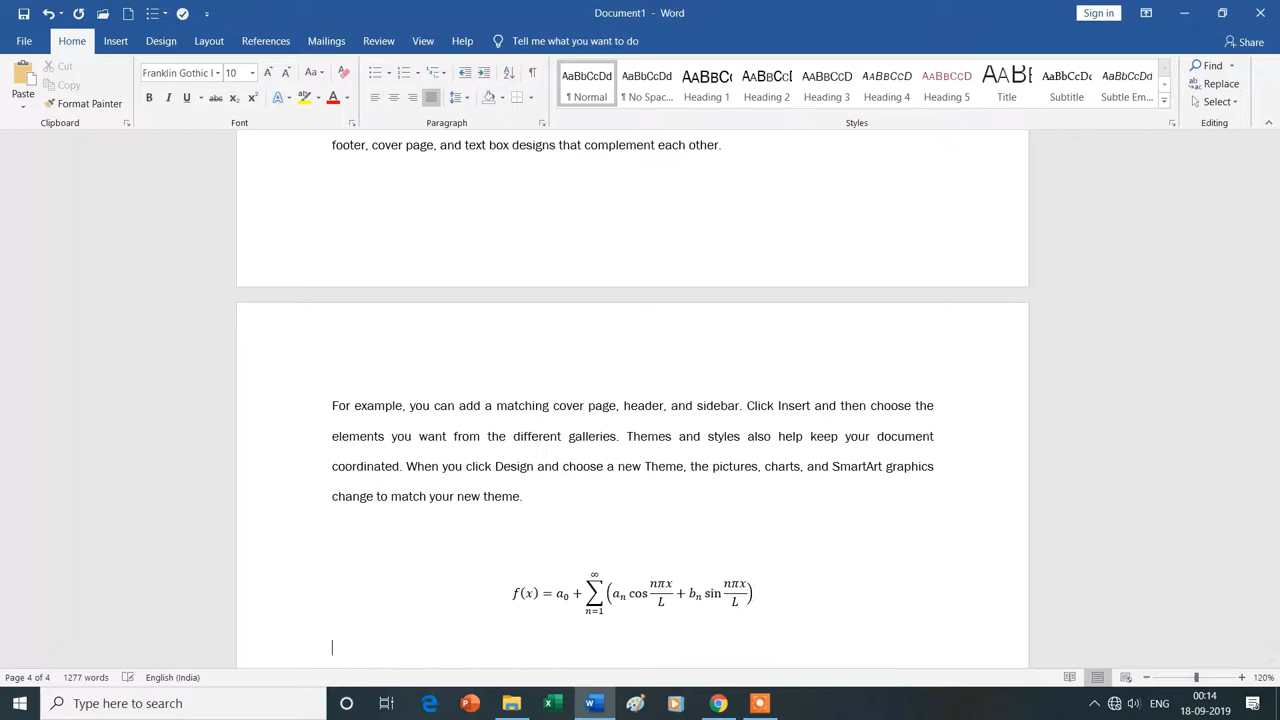 Document1 - Word
Sign in
File Home Insert Design Layout References Mailings Review View Help Tell me what you want to do Share
Cut
Copy
Paste
Format Painter
Clipboard
Franklin Gothic I 10
Font
Paragraph
AaBbCcDd AaBbCcDd AABBC AABBCC AABBCCD AABBCCD AABBCCD AABB AaBbCcDc AaBbCcDd
¶ Normal ¶ No Spac... Heading 1 Heading 2 Heading 3 Heading 4 Heading 5 Title Subtitle Subtle Em...
Styles
Find
Replace
Select
Editing
footer, cover page, and text box designs that complement each other.
For example, you can add a matching cover page, header, and sidebar. Click Insert and then choose the
elements you want from the different galleries. Themes and styles also help keep your document
coordinated. When you click Design and choose a new Theme, the pictures, charts, and SmartArt graphics
change to match your new theme.
f(x) = a₀ + ∑ₙ₌₁^∞ (aₙ cos nπx/L + bₙ sin nπx/L)
Page 4 of 4 1277 words English (India) 120%
Type here to search
ENG
00:14
18-09-2019